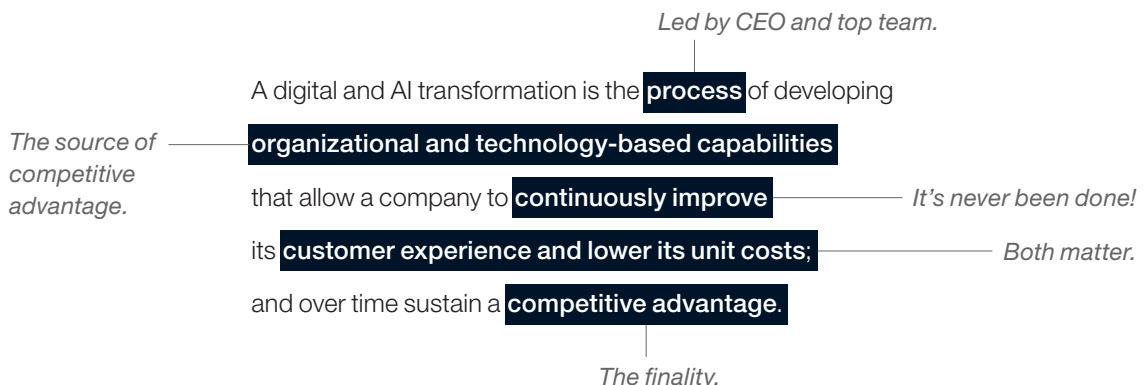 Led by CEO and top team.
A digital and AI transformation is the process of developing
The source of
competitive
advantage.
organizational and technology-based capabilities
that allow a company to continuously improve
It's never been done!
its customer experience and lower its unit costs;
Both matter.
and over time sustain a competitive advantage.
The finality.